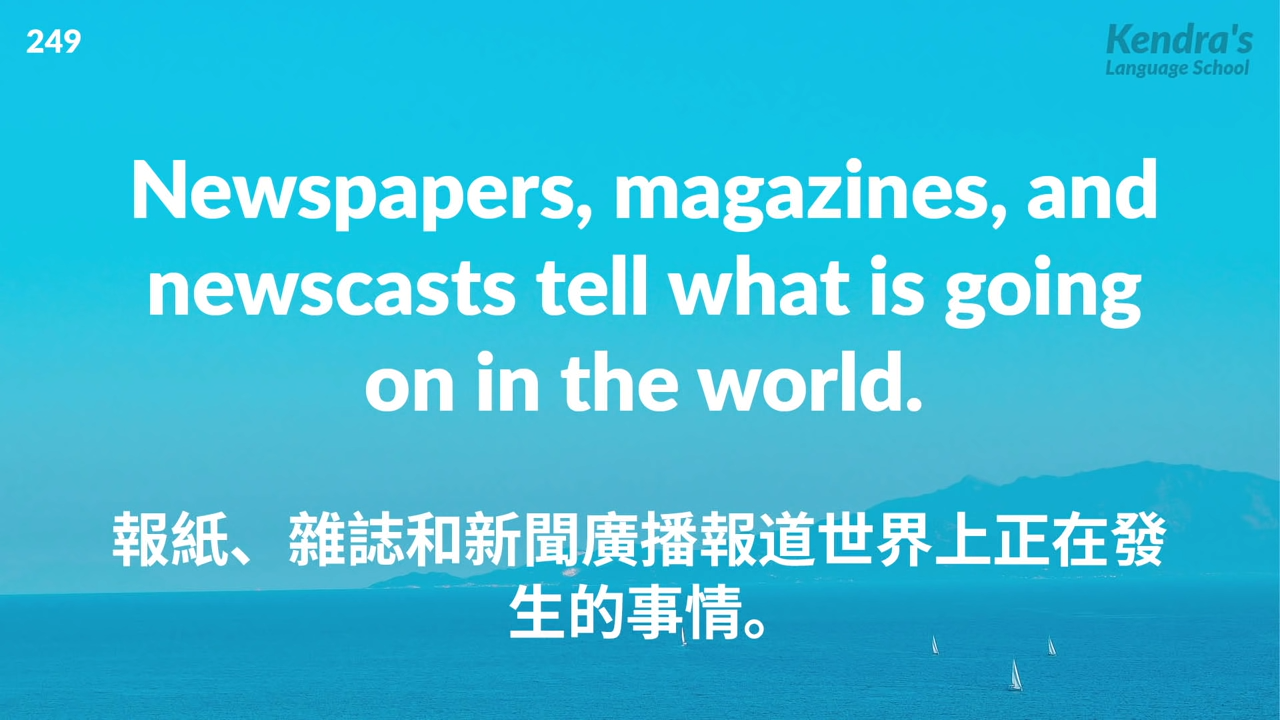 249
Kendra's
Language School
Newspapers, magazines, and
newscasts tell what is going
on in the world.
報紙、雜誌和新聞廣播報道世界上正在發
生的事情。